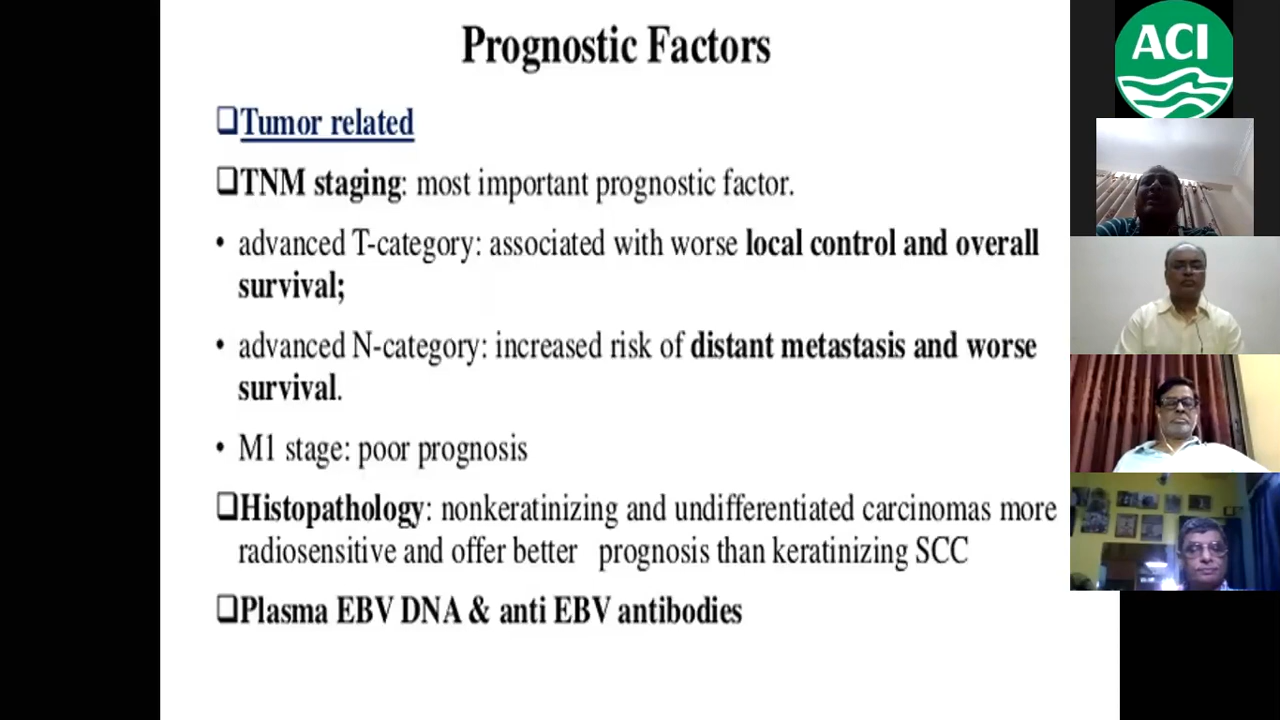 Prognostic Factors
❑Tumor related
❑TNM staging: most important prognostic factor.
• advanced T-category: associated with worse local control and overall
survival;
• advanced N-category: increased risk of distant metastasis and worse
survival.
• M1 stage: poor prognosis
❑Histopathology: nonkeratinizing and undifferentiated carcinomas more
radiosensitive and offer better prognosis than keratinizing SCC
❑Plasma EBV DNA & anti EBV antibodies
ACI